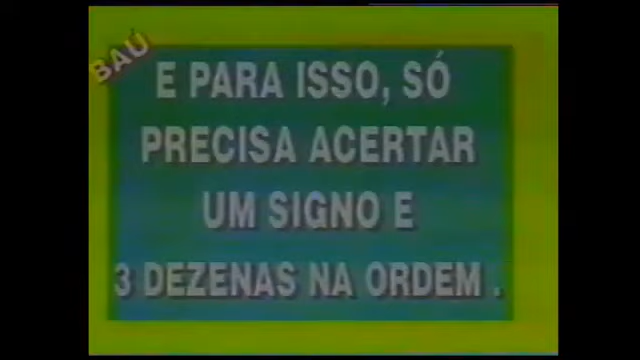 BAÚ
E PARA ISSO, SÓ
PRECISA ACERTAR
UM SIGNO E
3 DEZENAS NA ORDEM .